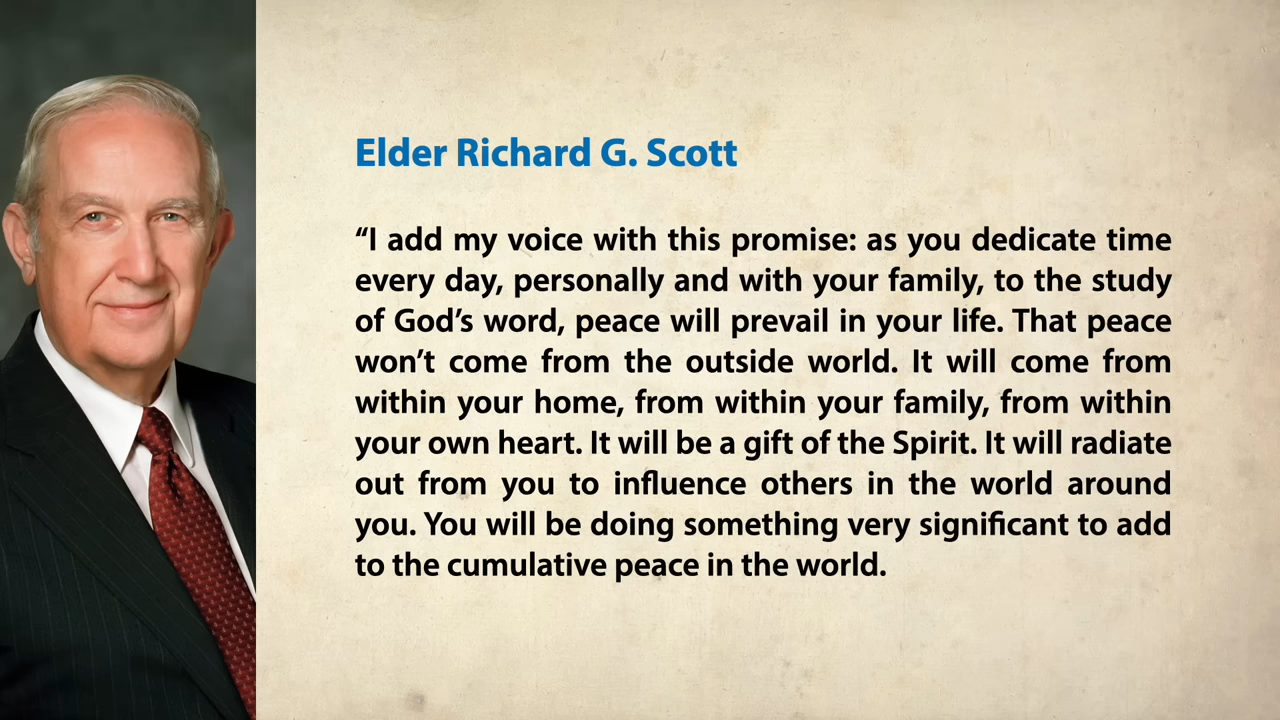 Elder Richard G. Scott
“I add my voice with this promise: as you dedicate time
every day, personally and with your family, to the study
of God’s word, peace will prevail in your life. That peace
won’t come from the outside world. It will come from
within your home, from within your family, from within
your own heart. It will be a gift of the Spirit. It will radiate
out from you to influence others in the world around
you. You will be doing something very significant to add
to the cumulative peace in the world.